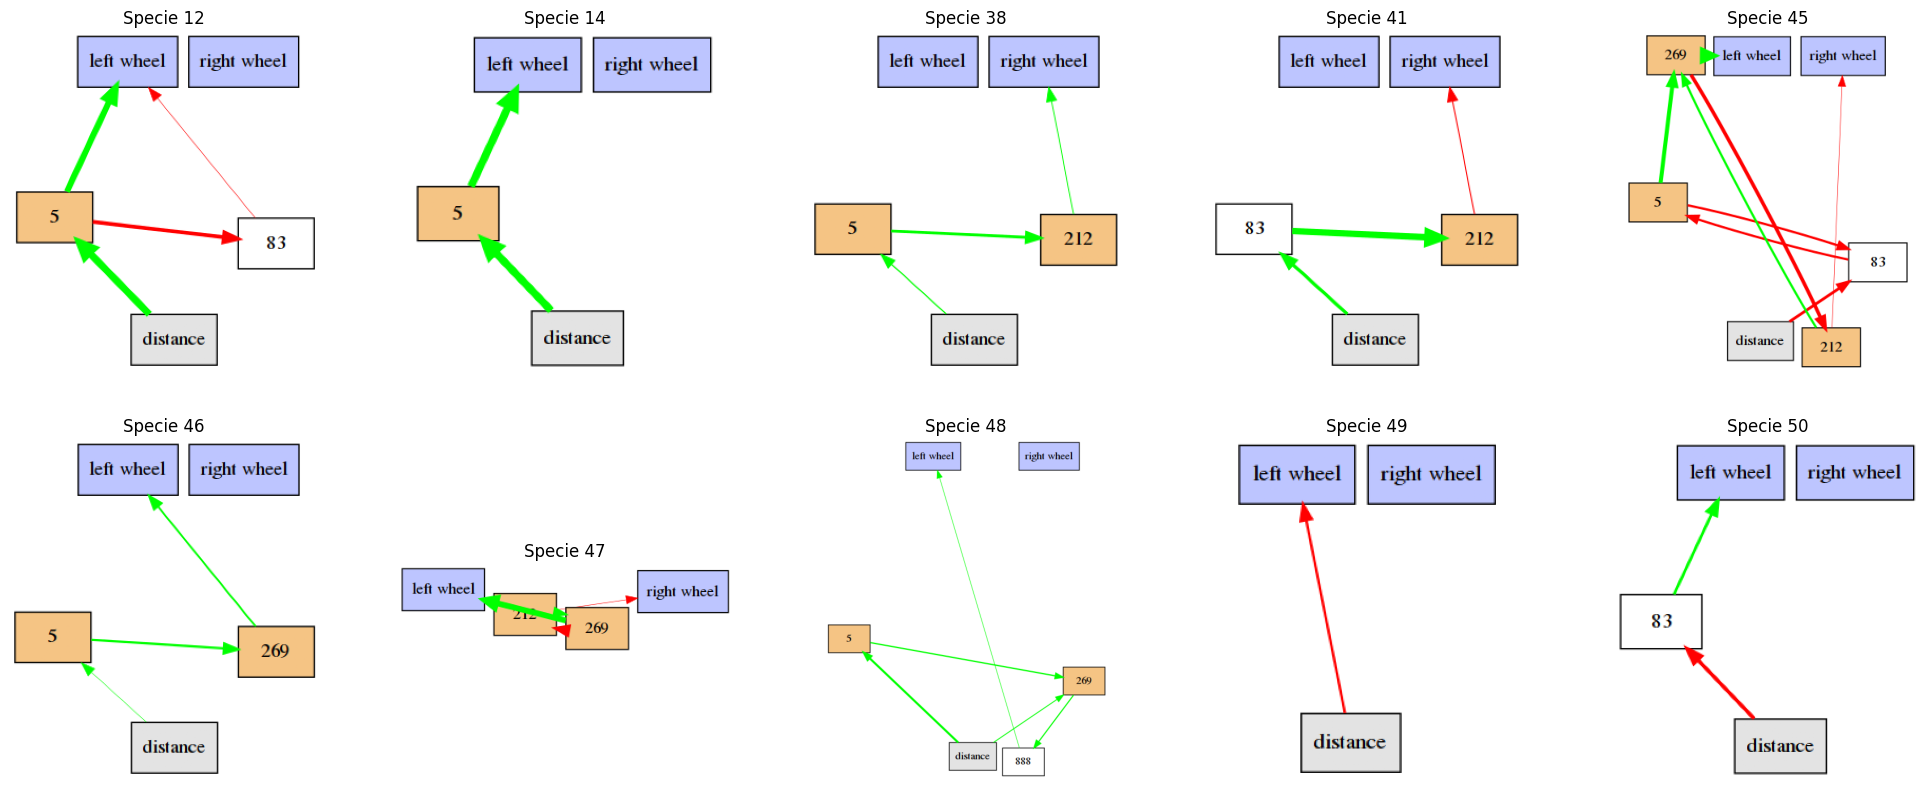 Specie 12
left wheel
right wheel
5
83
distance
Specie 14
left wheel
right wheel
5
distance
Specie 38
left wheel
right wheel
5
212
distance
Specie 41
left wheel
right wheel
83
212
distance
Specie 45
269
left wheel
right wheel
5
83
distance
212
Specie 46
left wheel
right wheel
5
269
distance
Specie 47
left wheel
212
269
right wheel
Specie 48
left wheel
right wheel
5
269
distance
888
Specie 49
left wheel
right wheel
distance
Specie 50
left wheel
right wheel
83
distance